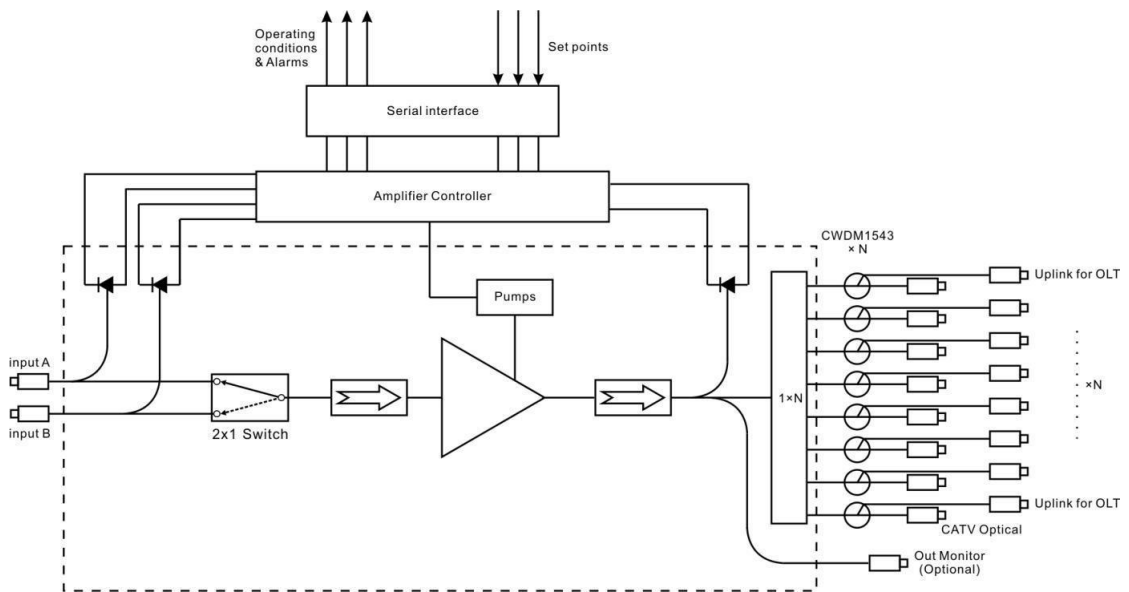 Operating
conditions
& Alarms
Set points
Serial interface
Amplifier Controller
CWDM1543
× N
Pumps
Uplink for OLT
input A
input B
2x1 Switch
1×N
×N
Uplink for OLT
CATV Optical
Out Monitor
(Optional)